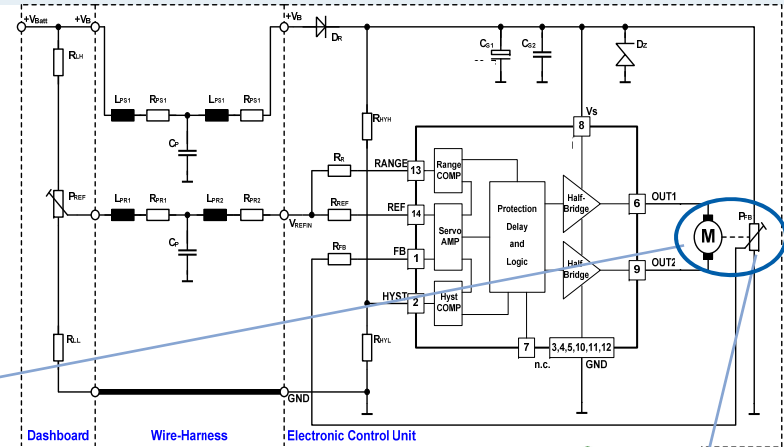 +VBatt
+VB
+VB
DR
CS1
CS2
DZ
RLH
LPS1
RPS1
LPS1
RPS1
CP
RHYH
Vs
8
RR
RANGE
13
Range
COMP
PREF
LPR1
RPR1
LPR2
RPR2
VREFIN
RREF
REF
14
Servo
AMP
Protection
Delay
and
Logic
Half-
Bridge
6
OUT1
M
PFB
CP
RFB
FB
1
Half-
Bridge
9
OUT2
HYST
2
Hyst
COMP
RLL
RHYL
7
n.c.
3,4,5,10,11,12
GND
GND
Dashboard
Wire-Harness
Electronic Control Unit